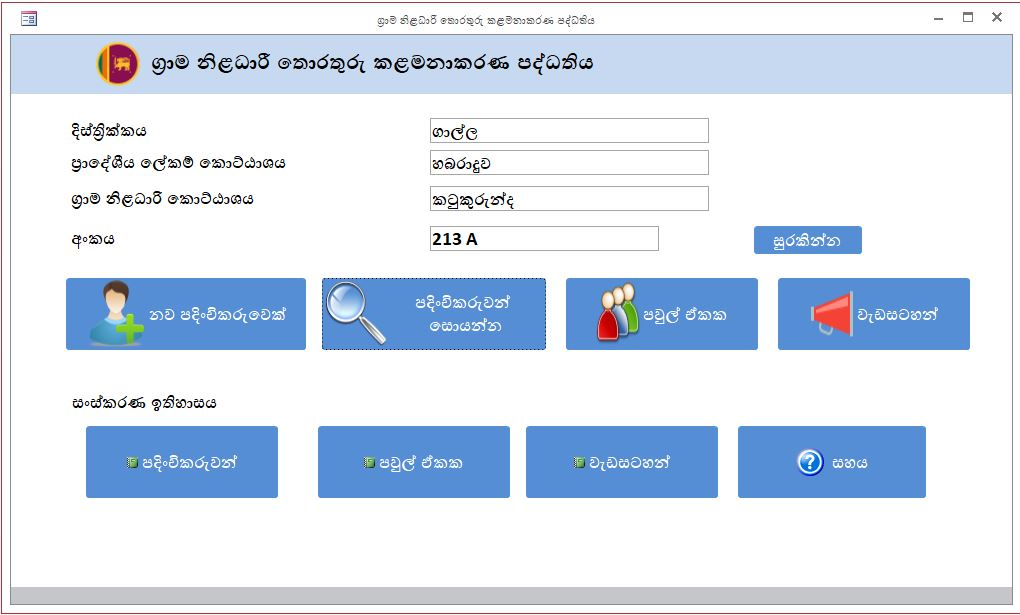 ග්‍රාම නිළධාරී තොරතුරු කළමනාකරණ පද්ධතිය
ග්‍රාම නිළධාරී තොරතුරු කළමනාකරණ පද්ධතිය
දිස්ත්‍රික්කය ගාල්ල
ප්‍රාදේශීය ලේකම් කොට්ඨාශය හබරාදුව
ග්‍රාම නිළධාරී කොට්ඨාශය කටුකුරුන්ද
අංකය 213 A සුරකින්න
නව පදිංචිකරුවෙක්
පදිංචිකරුවන්
සොයන්න
පවුල් ඒකක
වැඩසටහන්
සංස්කරණ ඉතිහාසය
පදිංචිකරුවන්
පවුල් ඒකක
වැඩසටහන්
සහය